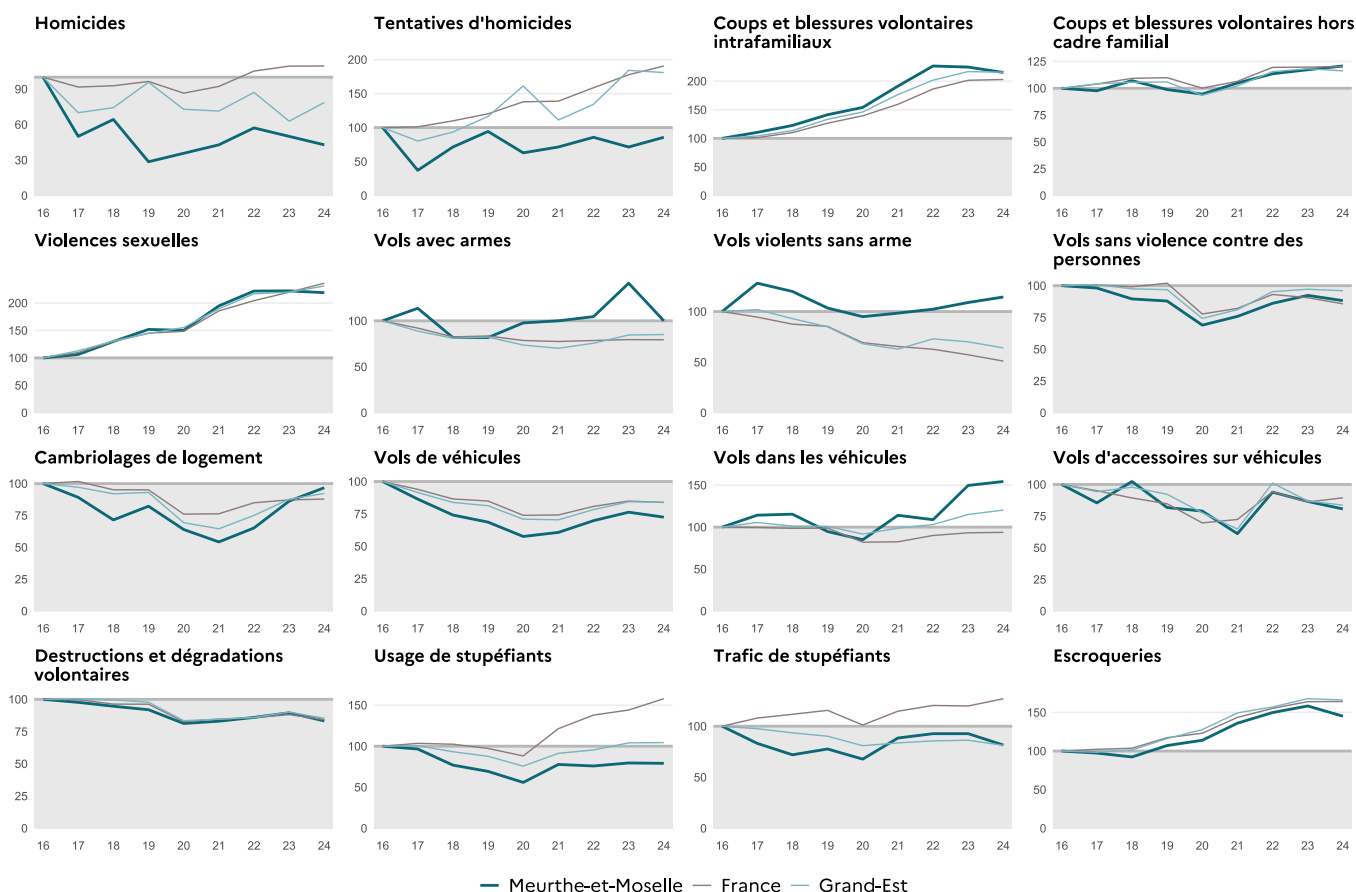 Homicides
90
60
30
0
16 17 18 19 20 21 22 23 24
Tentatives d'homicides
200
150
100
50
0
16 17 18 19 20 21 22 23 24
Coups et blessures volontaires
intrafamiliaux
200
150
100
50
0
16 17 18 19 20 21 22 23 24
Coups et blessures volontaires hors
cadre familial
125
100
75
50
25
0
16 17 18 19 20 21 22 23 24
Violences sexuelles
200
150
100
50
0
16 17 18 19 20 21 22 23 24
Vols avec armes
100
50
0
16 17 18 19 20 21 22 23 24
Vols violents sans arme
100
50
0
16 17 18 19 20 21 22 23 24
Vols sans violence contre des
personnes
100
75
50
25
0
16 17 18 19 20 21 22 23 24
Cambriolages de logement
100
75
50
25
0
16 17 18 19 20 21 22 23 24
Vols de véhicules
100
75
50
25
0
16 17 18 19 20 21 22 23 24
Vols dans les véhicules
150
100
50
0
16 17 18 19 20 21 22 23 24
Vols d'accessoires sur véhicules
100
75
50
25
0
16 17 18 19 20 21 22 23 24
Destructions et dégradations
volontaires
100
75
50
25
0
16 17 18 19 20 21 22 23 24
Usage de stupéfiants
150
100
50
0
16 17 18 19 20 21 22 23 24
Trafic de stupéfiants
100
50
0
16 17 18 19 20 21 22 23 24
Escroqueries
150
100
50
0
16 17 18 19 20 21 22 23 24
Meurthe-et-Moselle France Grand-Est